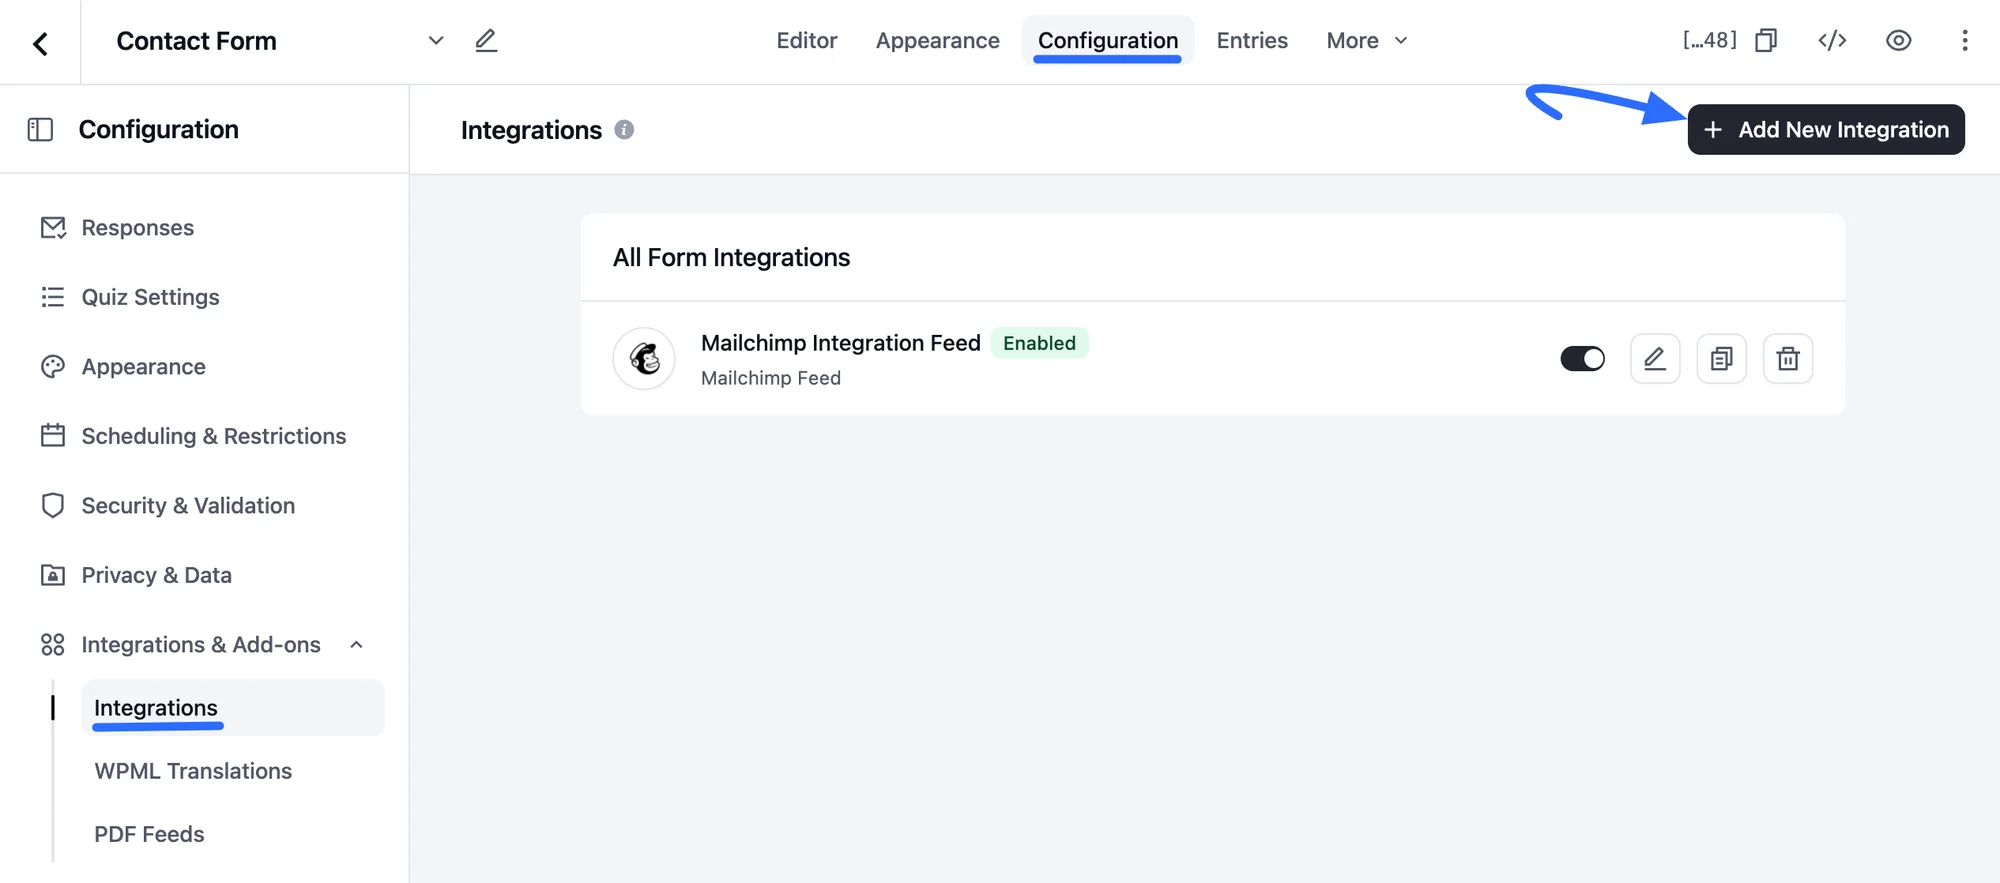 Contact Form
Editor
Appearance
Configuration
Entries
More
[...48]
Configuration
Integrations
+ Add New Integration
Responses
Quiz Settings
Appearance
Scheduling & Restrictions
Security & Validation
Privacy & Data
Integrations & Add-ons
Integrations
WPML Translations
PDF Feeds
All Form Integrations
Mailchimp Integration Feed
Enabled
Mailchimp Feed